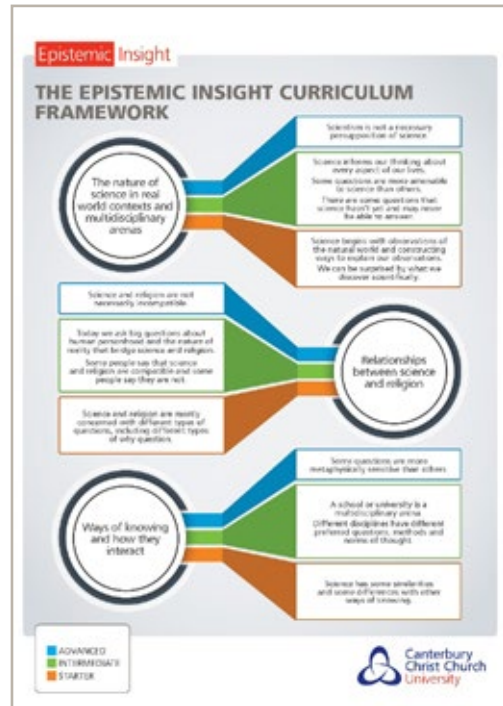 Epistemic Insight
THE EPISTEMIC INSIGHT CURRICULUM
FRAMEWORK
The nature of
science in real
world contexts and
multidisciplinary
arenas
Scientism is not a necessary
presupposition of science
Science informs our thinking about
every aspect of our lives.
Some questions are more amenable
to science than others.
There are some questions that
science hasn't yet and may never
be able to answer.
Science begins with observations of
the natural world and constructing
ways to explain our observations.
We can be surprised by what we
discover scientifically.
Science and religion are not
necessarily incompatible
Today we ask big questions about
human personhood and the nature of
reality that bridge science and religion.
Some people say that science
and religion are compatible and some
people say they are not.
Science and religion are mostly
concerned with different types of
questions, including different types
of why question.
Relationships
between science
and religion
Ways of knowing
and how they
interact
Some questions are more
metaphysically sensitive than others
A school or university is a
multidisciplinary arena
Different disciplines have different
preferred questions, methods and
norms of thought
Science has some similarities
and some differences with other
ways of knowing.
ADVANCED
INTERMEDIATE
STARTER
Canterbury
Christ Church
University